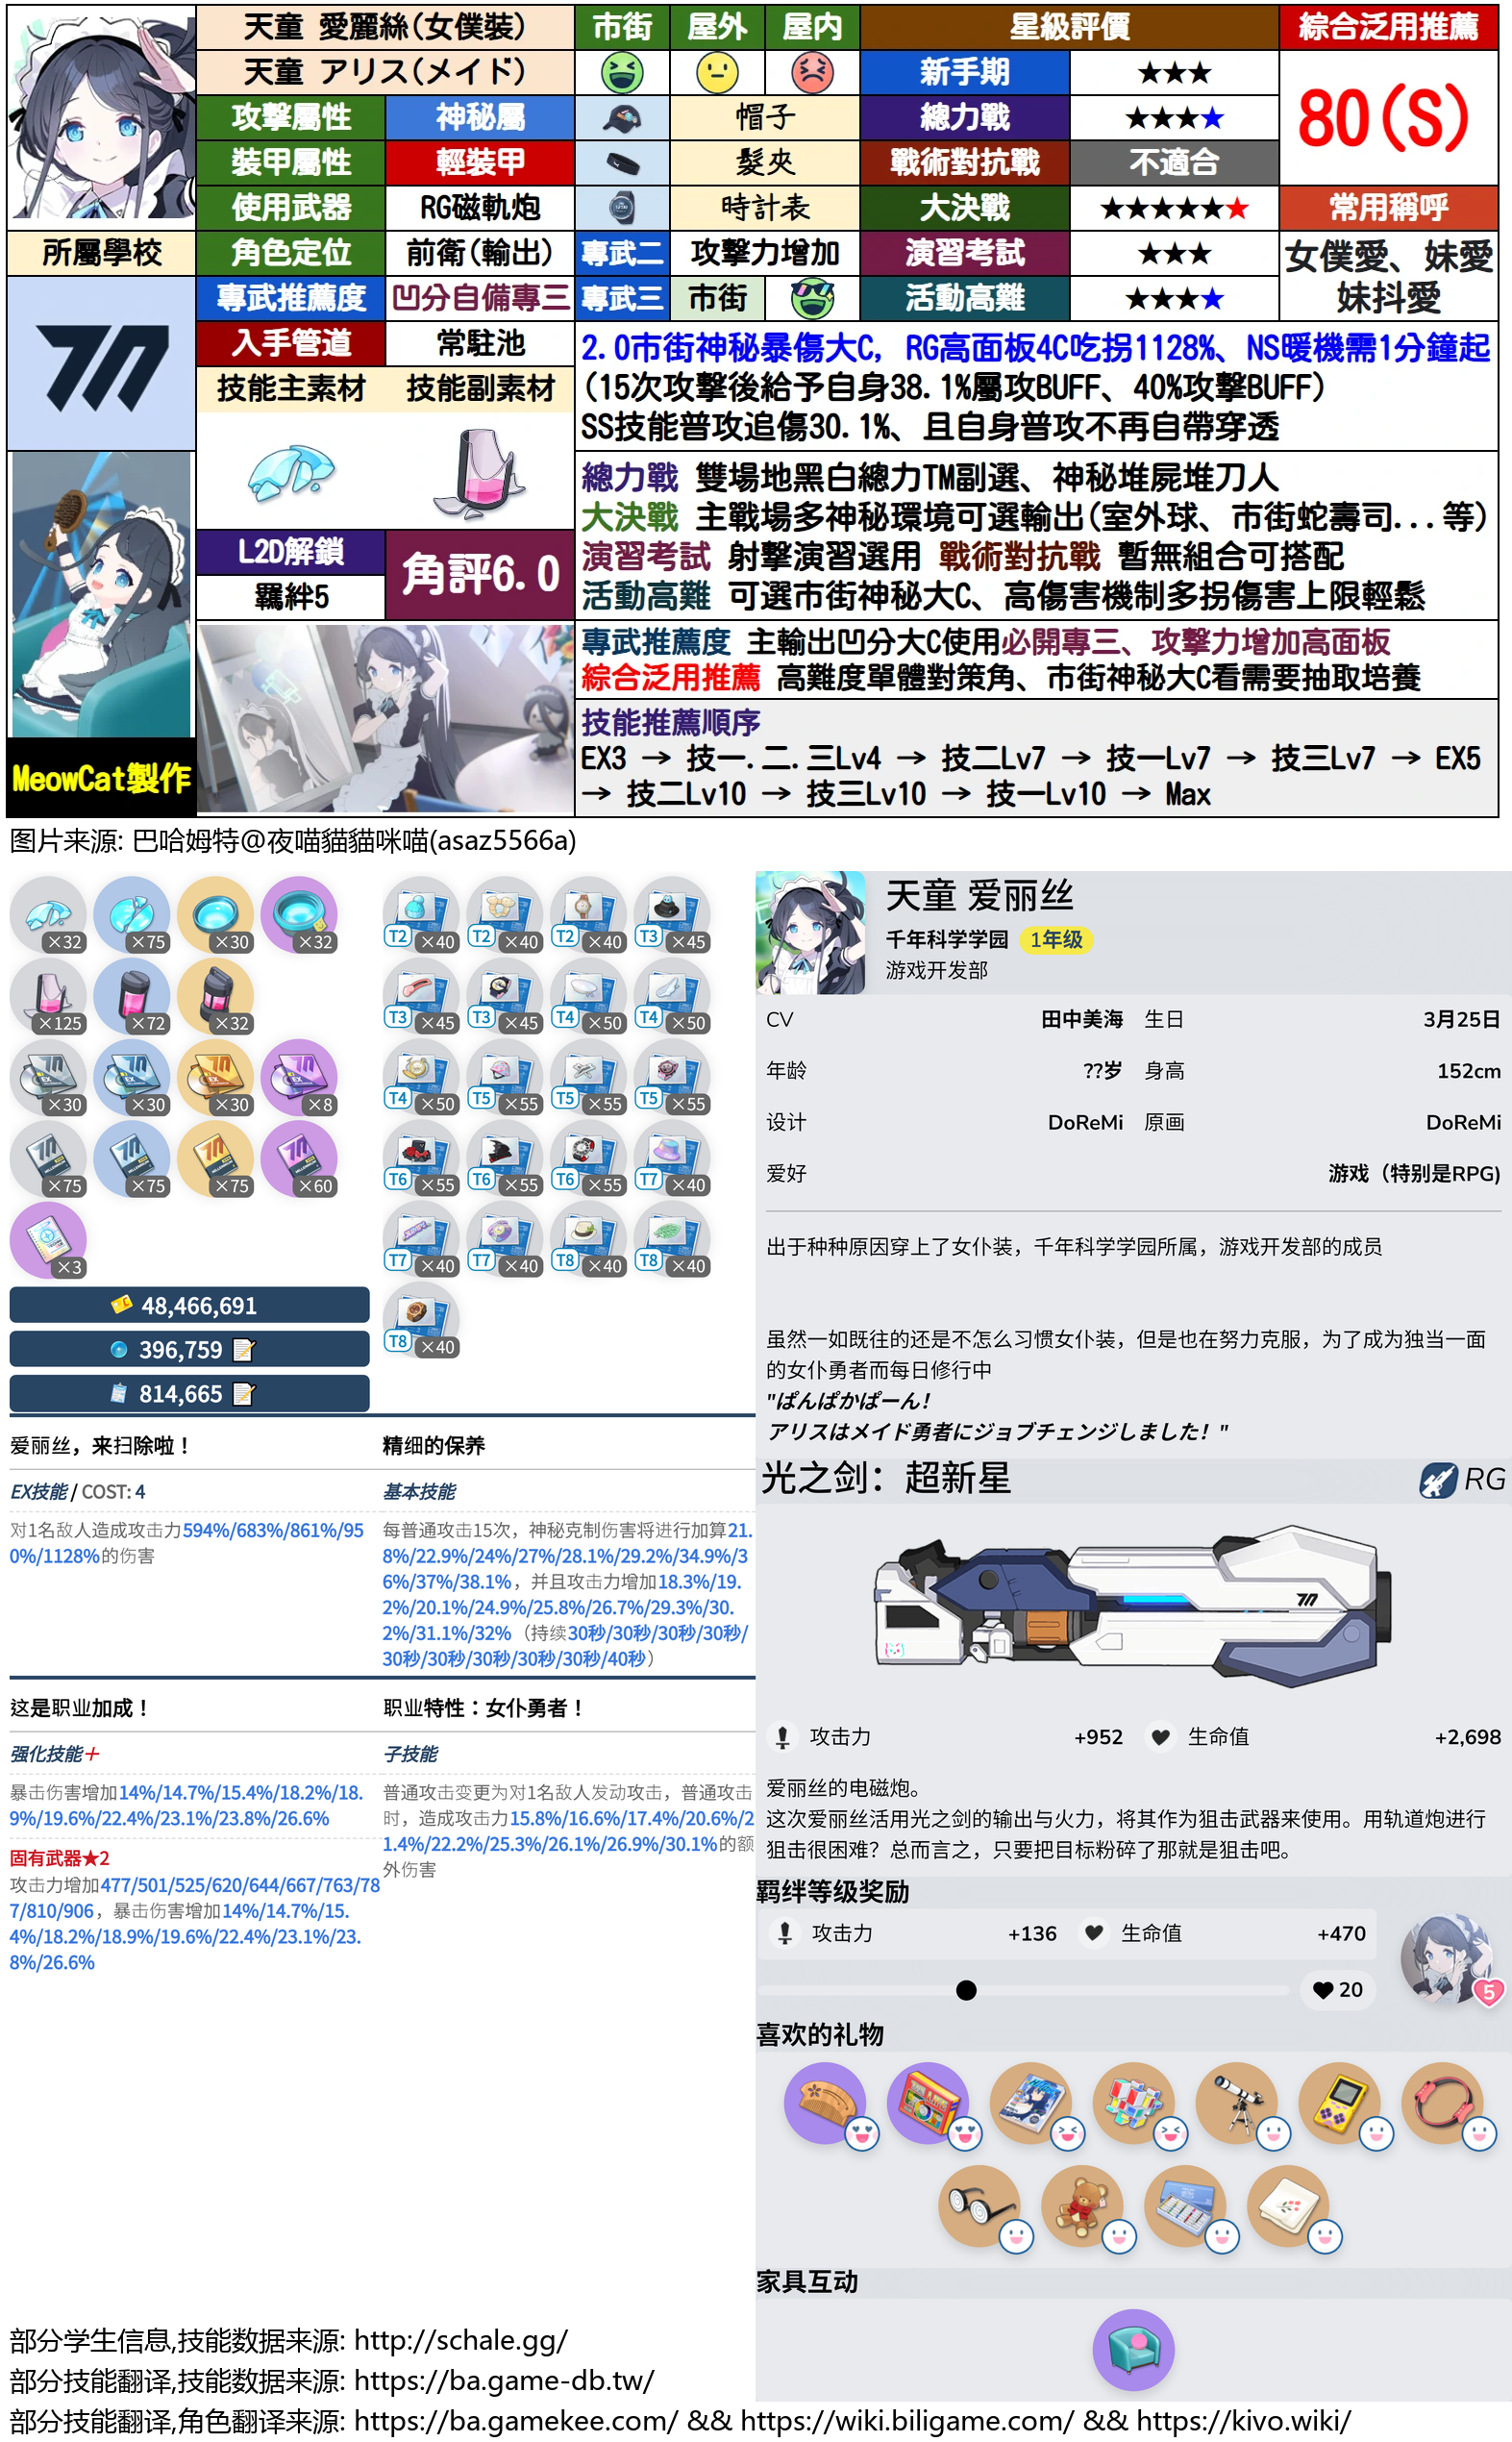 天童 愛麗絲(女僕裝)
市街 屋外 屋內
星級評價
綜合泛用推薦
天童 アリス(メイド)
新手期 ★★★
80(S)
攻擊屬性 神秘屬
帽子
總力戰 ★★★★
裝甲屬性 輕裝甲
髮夾
戰術對抗戰 不適合
使用武器 RG磁軌炮
時計表
大決戰 ★★★★★★
常用稱呼
所屬學校
角色定位 前衛(輸出)
專武二 攻擊力增加
演習考試 ★★★
女僕愛、妹愛
妹抖愛
專武推薦度 凹分自備專三
專武三 市街
活動高難 ★★★★
入手管道 常駐池
2.0市街神秘暴傷大C, RG高面板4C吃拐1128%、NS暖機需1分鐘起
(15次攻擊後給予自身38.1%屬攻BUFF、40%攻擊BUFF)
SS技能普攻追傷30.1%、且自身普攻不再自帶穿透
技能主素材 技能副素材
總力戰 雙場地黑白總力TM副選、神秘堆屍堆刀人
大決戰 主戰場多神秘環境可選輸出(室外球、市街蛇壽司...等)
演習考試 射擊演習選用 戰術對抗戰 暫無組合可搭配
活動高難 可選市街神秘大C、高傷害機制多拐傷害上限輕鬆
L2D解鎖
羈絆5
角評6.0
專武推薦度 主輸出凹分大C使用必開專三、攻擊力增加高面板
綜合泛用推薦 高難度單體對策角、市街神秘大C看需要抽取培養
技能推薦順序
EX3 → 技一.二.三Lv4 → 技二Lv7 → 技一Lv7 → 技三Lv7 → EX5
→ 技二Lv10 → 技三Lv10 → 技一Lv10 → Max
MeowCat製作
图片来源: 巴哈姆特@夜喵貓貓咪喵(asaz5566a)
×32 ×75 ×30 ×32
×125 ×72 ×32
EX ×30 EX ×30 EX ×30 EX ×8
×75 ×75 ×75 ×60
×3
48,466,691
396,759
814,665
T2 ×40 T2 ×40 T2 ×40 T3 ×45
T3 ×45 T3 ×45 T4 ×50 T4 ×50
T4 ×50 T5 ×55 T5 ×55 T5 ×55
T6 ×55 T6 ×55 T6 ×55 T7 ×40
T7 ×40 T7 ×40 T8 ×40 T8 ×40
T8 ×40
爱丽丝，来扫除啦！
EX技能 / COST: 4
对1名敌人造成攻击力594%/683%/861%/95
0%/1128%的伤害
精细的保养
基本技能
每普通攻击15次，神秘克制伤害将进行加算21.
8%/22.9%/24%/27%/28.1%/29.2%/34.9%/3
6%/37%/38.1%，并且攻击力增加18.3%/19.
2%/20.1%/24.9%/25.8%/26.7%/29.3%/30.
2%/31.1%/32%（持续30秒/30秒/30秒/30秒/
30秒/30秒/30秒/30秒/30秒/40秒）
这是职业加成！
强化技能＋
暴击伤害增加14%/14.7%/15.4%/18.2%/18.
9%/19.6%/22.4%/23.1%/23.8%/26.6%
固有武器★2
攻击力增加477/501/525/620/644/667/763/78
7/810/906，暴击伤害增加14%/14.7%/15.
4%/18.2%/18.9%/19.6%/22.4%/23.1%/23.
8%/26.6%
职业特性：女仆勇者！
子技能
普通攻击变更为对1名敌人发动攻击，普通攻击
时，造成攻击力15.8%/16.6%/17.4%/20.6%/2
1.4%/22.2%/25.3%/26.1%/26.9%/30.1%的额
外伤害
天童 爱丽丝
千年科学学园 1年级
游戏开发部
CV 田中美海 生日 3月25日
年龄 ??岁 身高 152cm
设计 DoReMi 原画 DoReMi
爱好 游戏（特别是RPG)
出于种种原因穿上了女仆装，千年科学学园所属，游戏开发部的成员
虽然一如既往的还是不怎么习惯女仆装，但是也在努力克服，为了成为独当一面
的女仆勇者而每日修行中
"ぱんぱかぱーん！
アリスはメイド勇者にジョブチェンジしました！"
光之剑：超新星 RG
攻击力 +952 生命值 +2,698
爱丽丝的电磁炮。
这次爱丽丝活用光之剑的输出与火力，将其作为狙击武器来使用。用轨道炮进行
狙击很困难？总而言之，只要把目标粉碎了那就是狙击吧。
羁绊等级奖励
攻击力 +136 生命值 +470
20
5
喜欢的礼物
家具互动
部分学生信息,技能数据来源: http://schale.gg/
部分技能翻译,技能数据来源: https://ba.game-db.tw/
部分技能翻译,角色翻译来源: https://ba.gamekee.com/ && https://wiki.biligame.com/ && https://kivo.wiki/